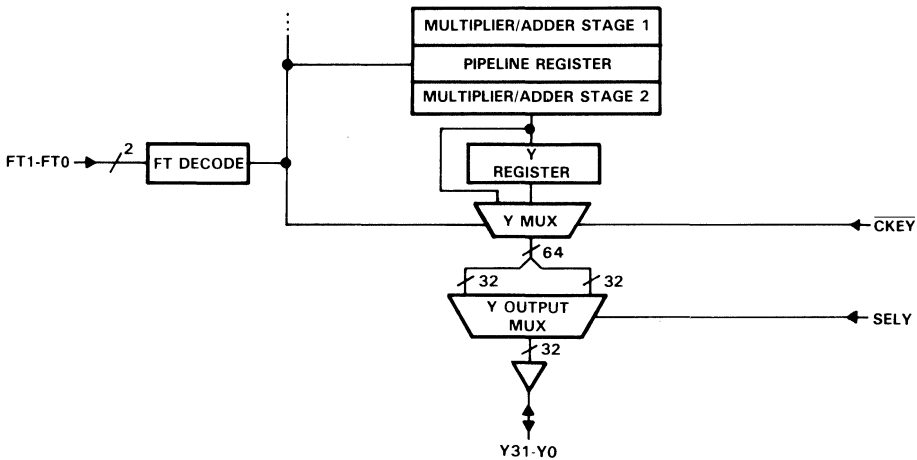 MULTIPLIER/ADDER STAGE 1
PIPELINE REGISTER
MULTIPLIER/ADDER STAGE 2
FT1-FT0
2
FT DECODE
Y
REGISTER
Y MUX
CKEY
64
32
32
Y OUTPUT
MUX
SELY
32
Y31-Y0